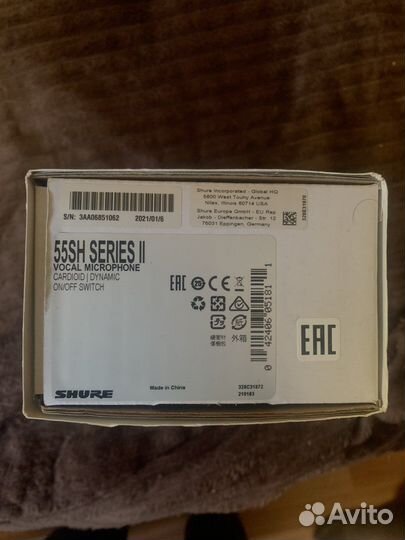 S/N: 3AA06851062
2021/01/6
Shure Incorporated - Global HQ
5800 West Touhy Avenue
Niles, Illinois 60714 USA
Shure Europe GmbH - EU Rep
Jakob - Dieffenbacher - Str. 12
75031 Eppingen, Germany
55SH SERIES II
VOCAL MICROPHONE
CARDIOID | DYNAMIC
ON/OFF SWITCH
EAC
外箱
0 42406 05181 1
EAC
SHURE
Made in China
210103
Avito